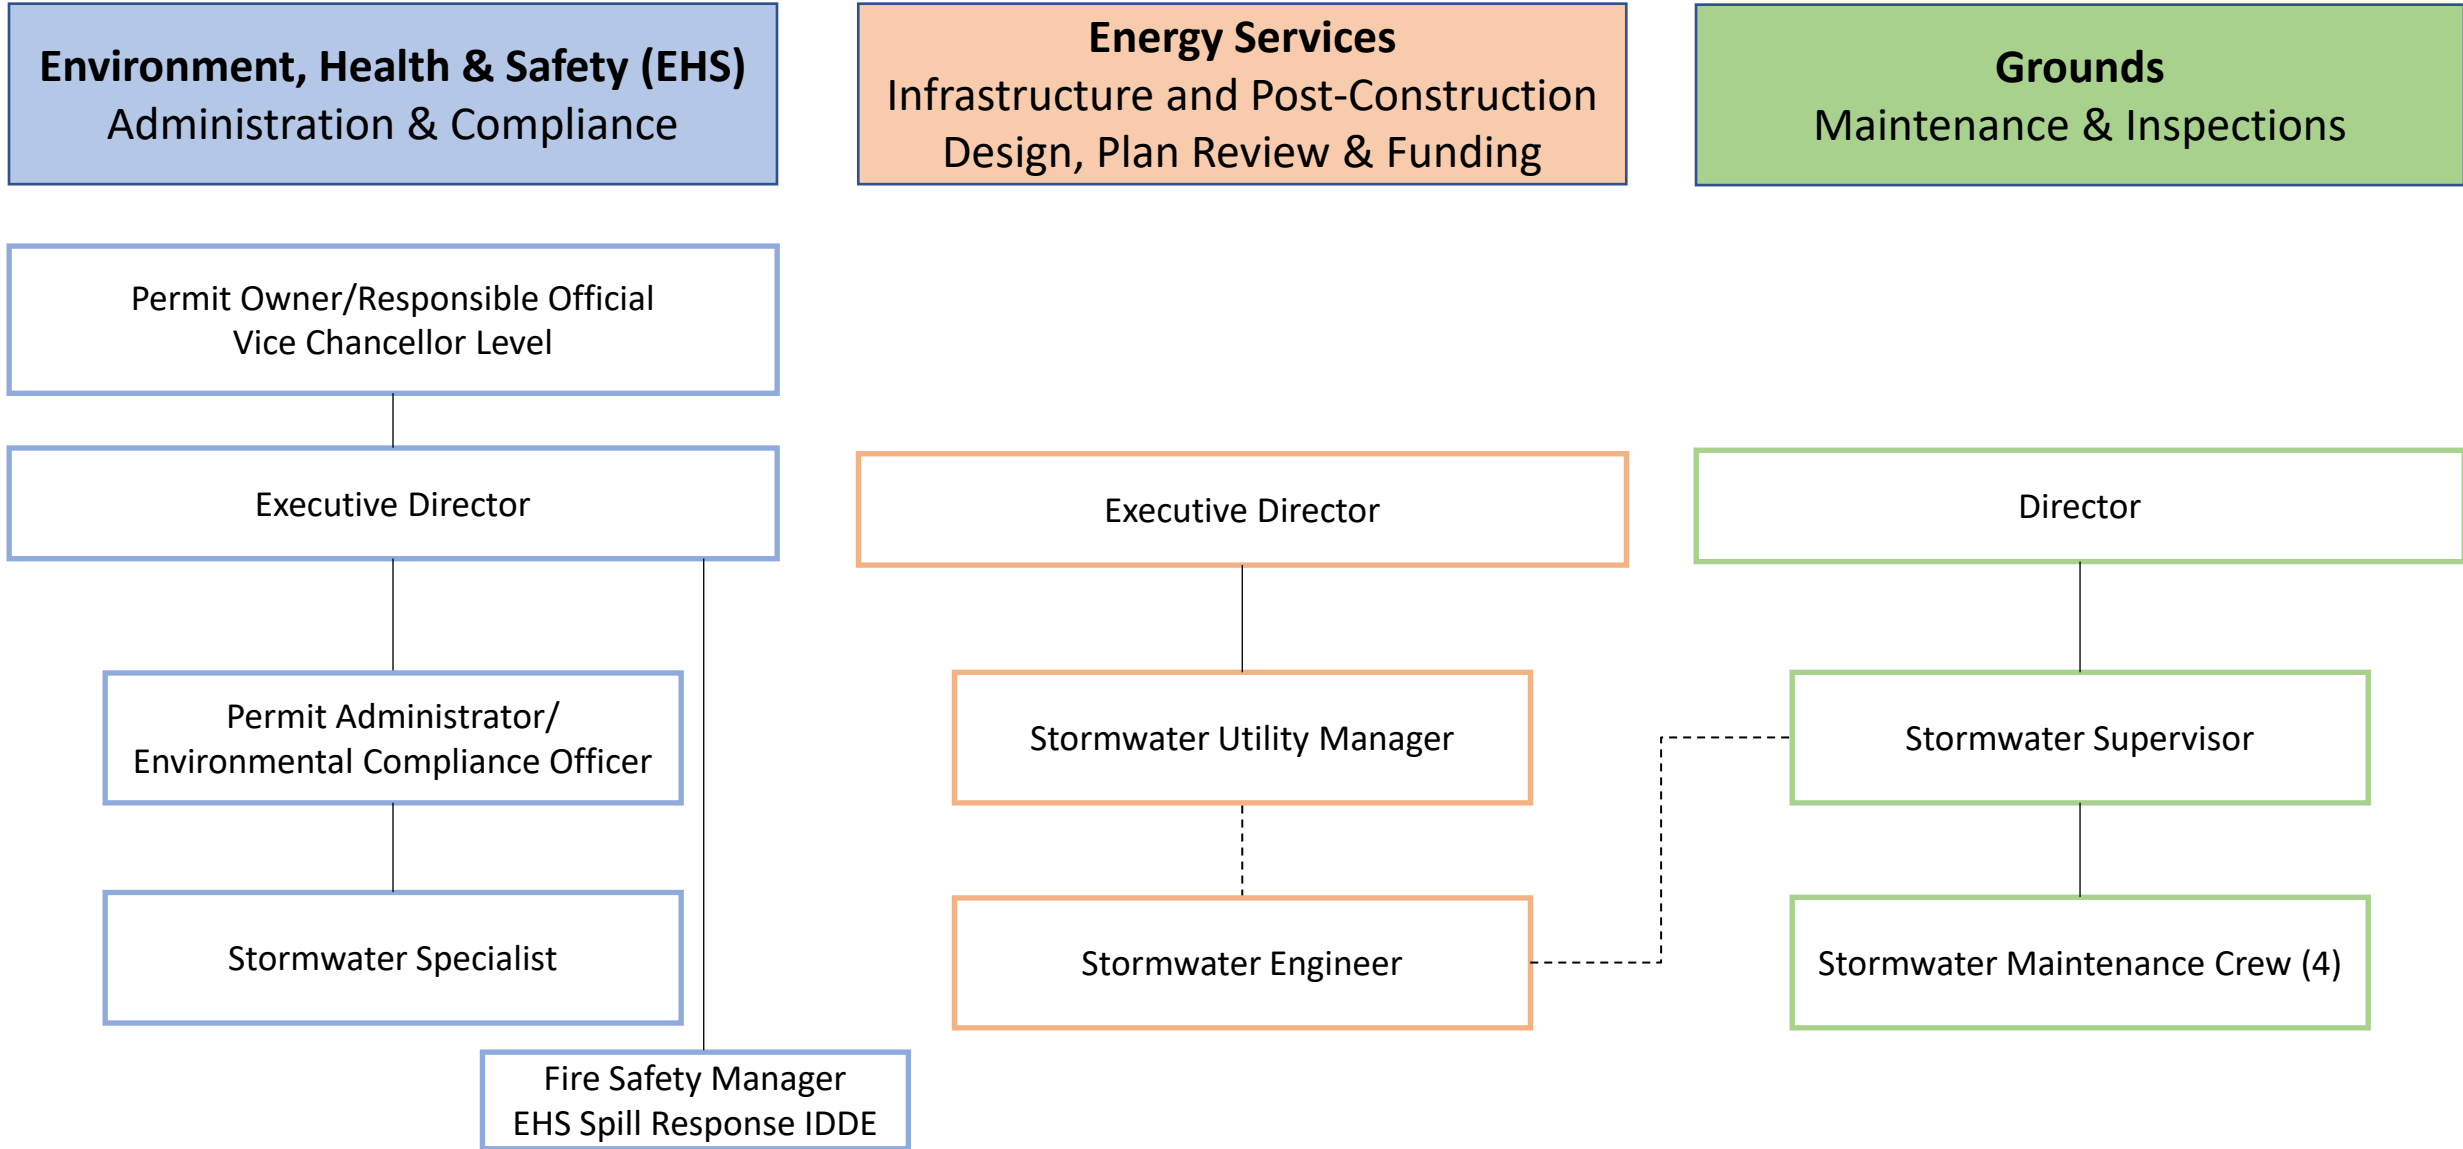 Environment, Health & Safety (EHS)
Administration & Compliance
Energy Services
Infrastructure and Post-Construction
Design, Plan Review & Funding
Grounds
Maintenance & Inspections
Permit Owner/Responsible Official
Vice Chancellor Level
Executive Director
Executive Director
Director
Permit Administrator/
Environmental Compliance Officer
Stormwater Utility Manager
Stormwater Supervisor
Stormwater Specialist
Stormwater Engineer
Stormwater Maintenance Crew (4)
Fire Safety Manager
EHS Spill Response IDDE